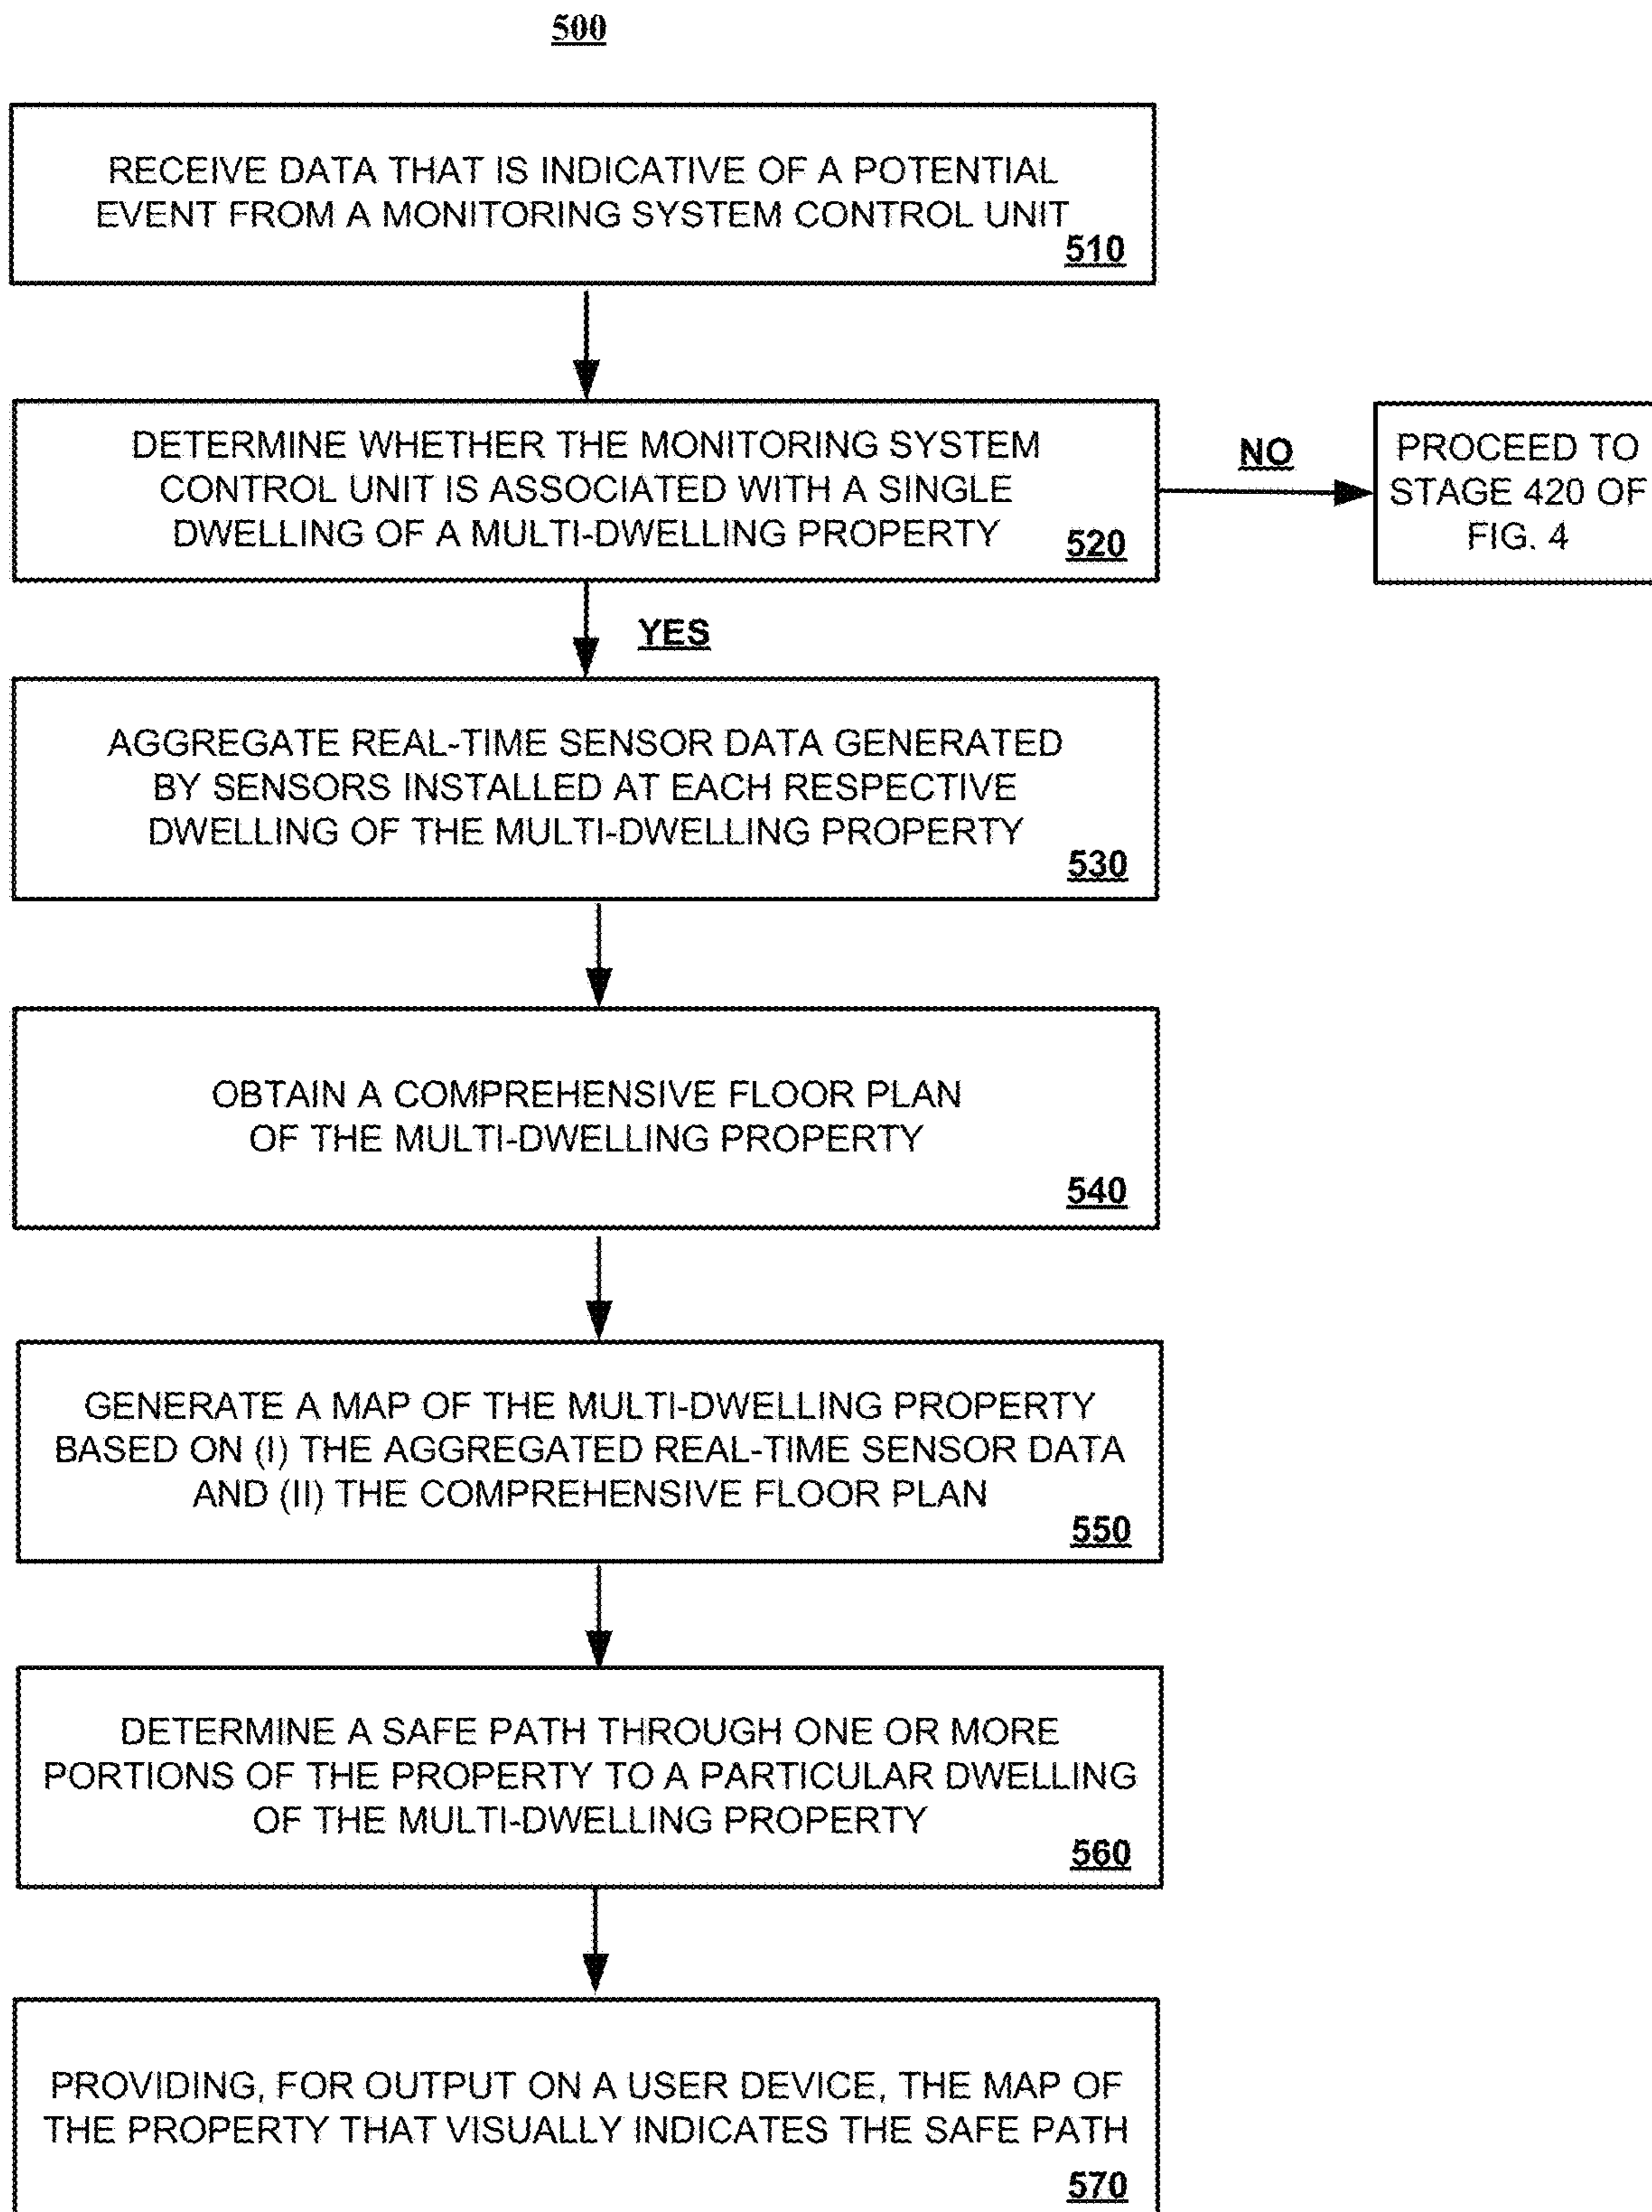 500
RECEIVE DATA THAT IS INDICATIVE OF A POTENTIAL
EVENT FROM A MONITORING SYSTEM CONTROL UNIT
510
DETERMINE WHETHER THE MONITORING SYSTEM
CONTROL UNIT IS ASSOCIATED WITH A SINGLE
DWELLING OF A MULTI-DWELLING PROPERTY
520
NO
PROCEED TO
STAGE 420 OF
FIG. 4
YES
AGGREGATE REAL-TIME SENSOR DATA GENERATED
BY SENSORS INSTALLED AT EACH RESPECTIVE
DWELLING OF THE MULTI-DWELLING PROPERTY
530
OBTAIN A COMPREHENSIVE FLOOR PLAN
OF THE MULTI-DWELLING PROPERTY
540
GENERATE A MAP OF THE MULTI-DWELLING PROPERTY
BASED ON (I) THE AGGREGATED REAL-TIME SENSOR DATA
AND (II) THE COMPREHENSIVE FLOOR PLAN
550
DETERMINE A SAFE PATH THROUGH ONE OR MORE
PORTIONS OF THE PROPERTY TO A PARTICULAR DWELLING
OF THE MULTI-DWELLING PROPERTY
560
PROVIDING, FOR OUTPUT ON A USER DEVICE, THE MAP OF
THE PROPERTY THAT VISUALLY INDICATES THE SAFE PATH
570